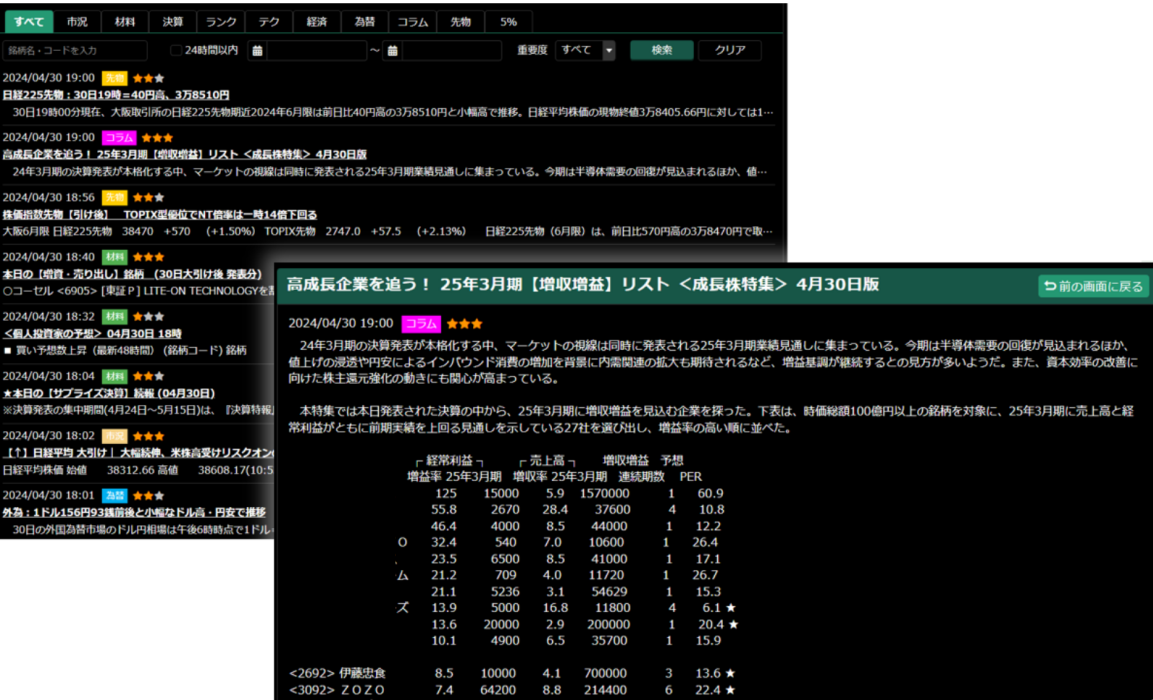 すべて 市況 材料 決算 ランク テク 経済 為替 コラム 先物 5%
銘柄名・コードを入力 24時間以内 ～ 重要度 すべて 検索 クリア
2024/04/30 19:00 先物 ★★★
日経225先物：30日19時＝40円高、3万8510円
30日19時00分現在、大阪取引所の日経225先物期近2024年6月限は前日比40円高の3万8510円と小幅高で推移。日経平均株価の現物終値3万8405.66円に対しては1…
2024/04/30 19:00 コラム ★★★
高成長企業を追う！ 25年3月期【増収増益】リスト ＜成長株特集＞ 4月30日版
24年3月期の決算発表が本格化する中、マーケットの視線は同時に発表される25年3月期業績見通しに集まっている。今期は半導体需要の回復が見込まれるほか、値…
2024/04/30 18:56 先物 ★★★
株価指数先物【引け後】 TOPIX型優位でNT倍率は一時14倍下回る
大阪6月限 日経225先物 38470 +570 （+1.50%） TOPIX先物 2747.0 +57.5 （+2.13%） 日経225先物（6月限）は、前日比570円高の3万8470円で取…
2024/04/30 18:40 材料 ★★★
本日の【増資・売り出し】銘柄 （30日大引け後 発表分）
○コーセル <6905> [東証Ｐ] LITE-ON TECHNOLOGYを
2024/04/30 18:32 材料 ★★★
＜個人投資家の予想＞ 04月30日 18時
■ 買い予想数上昇（最新48時間） (銘柄コード) 銘柄
2024/04/30 18:04 材料 ★★★
★本日の【サプライズ決算】続報 (04月30日)
※決算発表の集中期間(4月24日～5月15日)は、『決算特報』
2024/04/30 18:02 市況 ★★★
【↑】日経平均 大引け｜ 大幅続伸、米株高受けリスクオン
日経平均株価 始値 38312.66 高値 38608.17(10:5
2024/04/30 18:01 為替 ★★★
外為：1ドル156円93銭前後と小幅なドル高・円安で推移
30日の外国為替市場のドル円相場は午後6時時点で1ドル
高成長企業を追う！ 25年3月期【増収増益】リスト ＜成長株特集＞ 4月30日版 前の画面に戻る
2024/04/30 19:00 コラム ★★★
24年3月期の決算発表が本格化する中、マーケットの視線は同時に発表される25年3月期業績見通しに集まっている。今期は半導体需要の回復が見込まれるほか、
値上げの浸透や円安によるインバウンド消費の増加を背景に内需関連の拡大も期待されるなど、増益基調が継続するとの見方が多いようだ。また、資本効率の改善に
向けた株主還元強化の動きにも関心が高まっている。
本特集では本日発表された決算の中から、25年3月期に増収増益を見込む企業を探った。下表は、時価総額100億円以上の銘柄を対象に、25年3月期に売上高と経
常利益がともに前期実績を上回る見通しを示している27社を選び出し、増益率の高い順に並べた。
┌ 経常利益 ┐ ┌ 売上高 ┐ 増収増益 予想
増益率 25年3月期 増収率 25年3月期 連続期数 PER
125 15000 5.9 1570000 1 60.9
55.8 2670 28.4 37600 4 10.8
46.4 4000 8.5 44000 1 12.2
Ｏ 32.4 540 7.0 10600 1 26.4
23.5 6500 8.5 41000 1 17.1
ム 21.2 709 4.0 11720 1 26.7
21.1 5236 3.1 54629 1 15.3
ズ 13.9 5000 16.8 11800 4 6.1 ★
13.6 20000 2.9 200000 1 20.4 ★
10.1 4900 6.5 35700 1 15.9
<2692> 伊藤忠食 8.5 10000 4.1 700000 3 13.6 ★
<3092> ＺＯＺＯ 7.4 64200 8.8 214400 6 22.4 ★